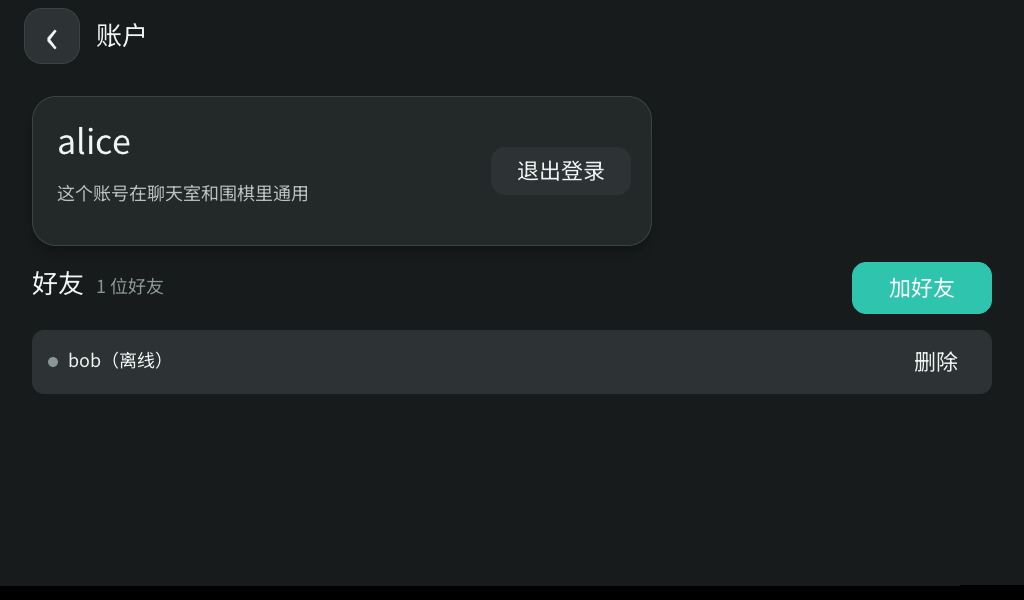 账户
alice
退出登录
这个账号在聊天室和围棋里通用
好友 1 位好友
加好友
bob（离线） 删除